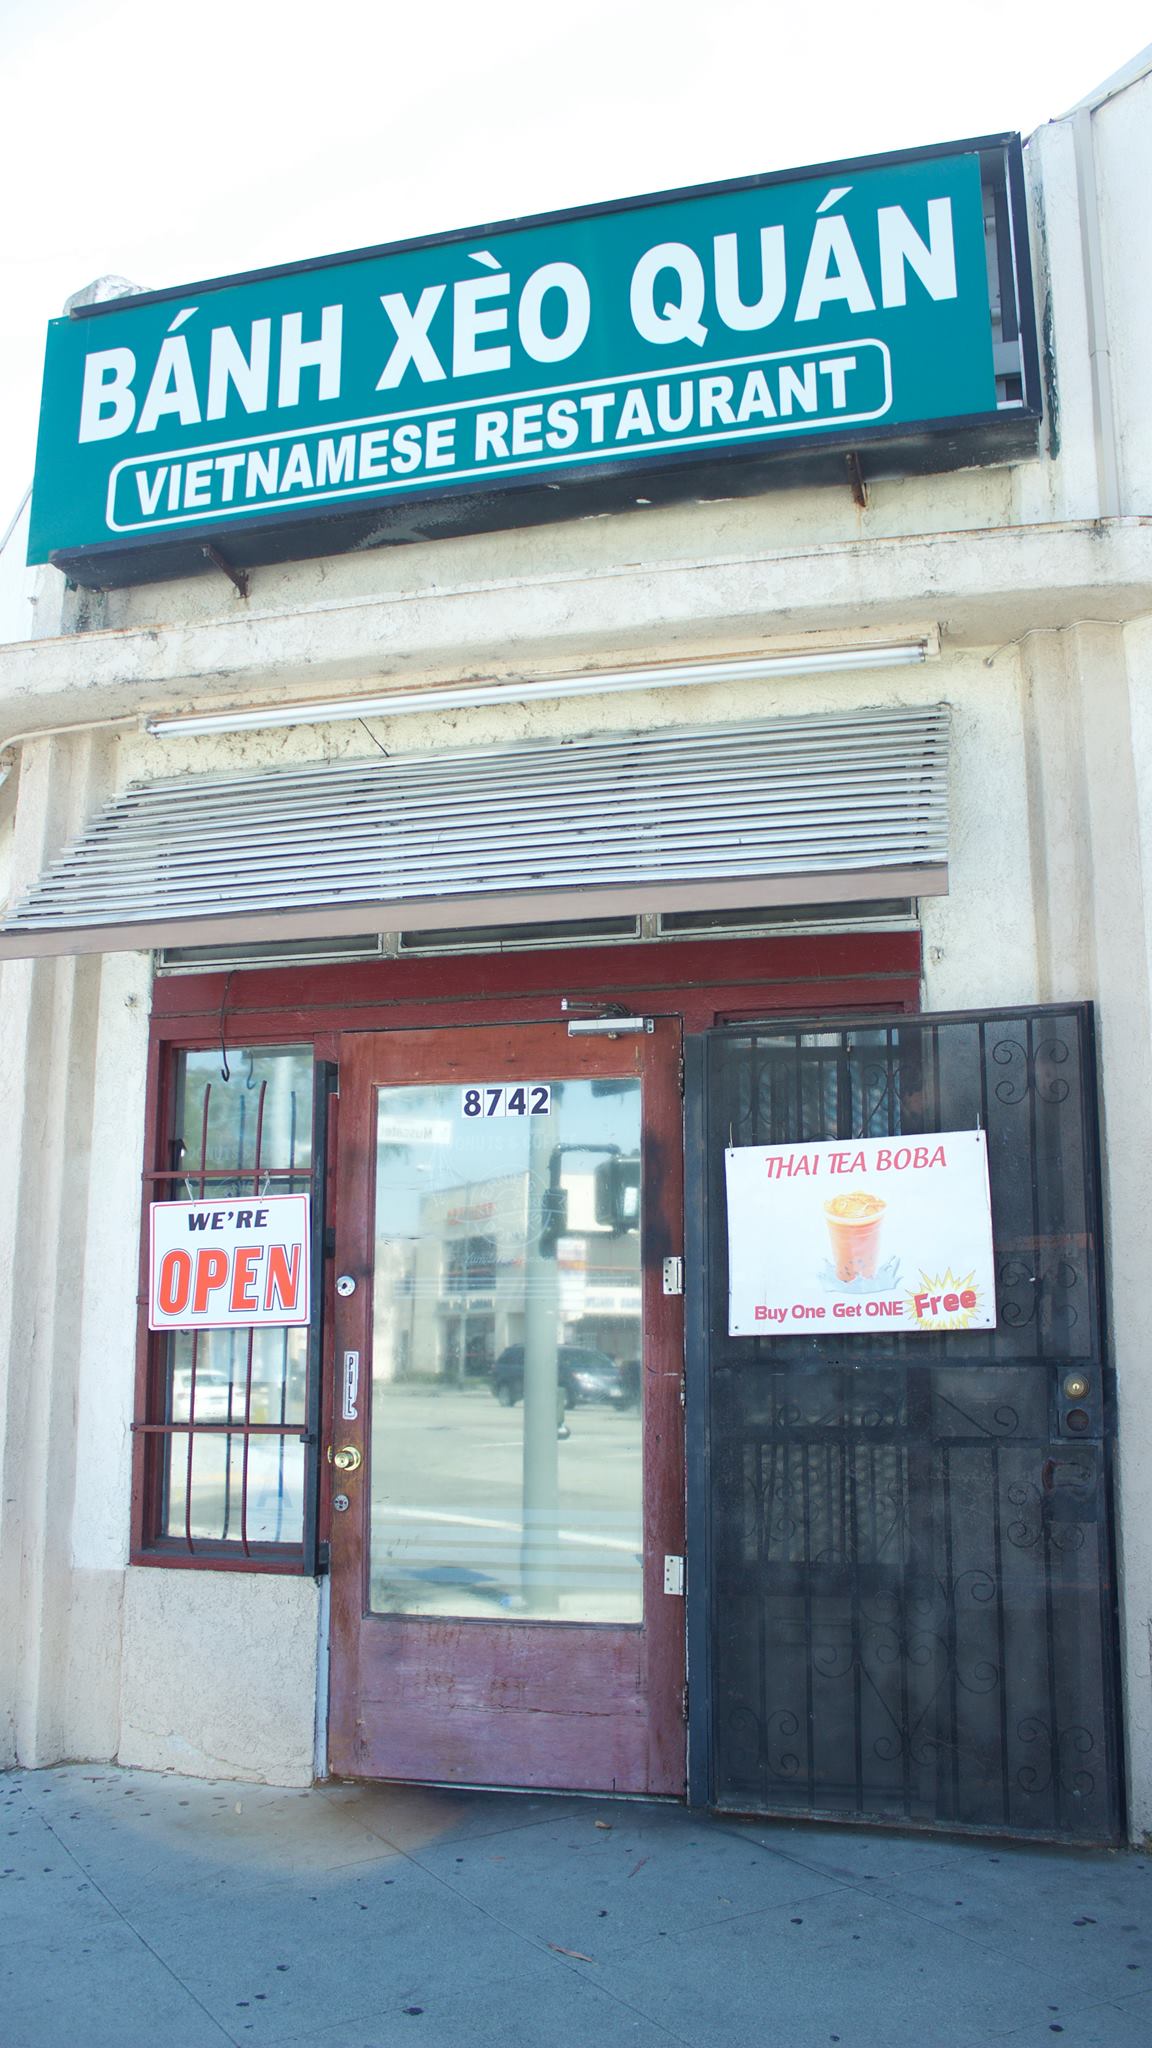 BÁNH XÈO QUÁN
VIETNAMESE RESTAURANT
8742
WE'RE
OPEN
PULL
THAI TEA BOBA
Buy One Get ONE Free
A